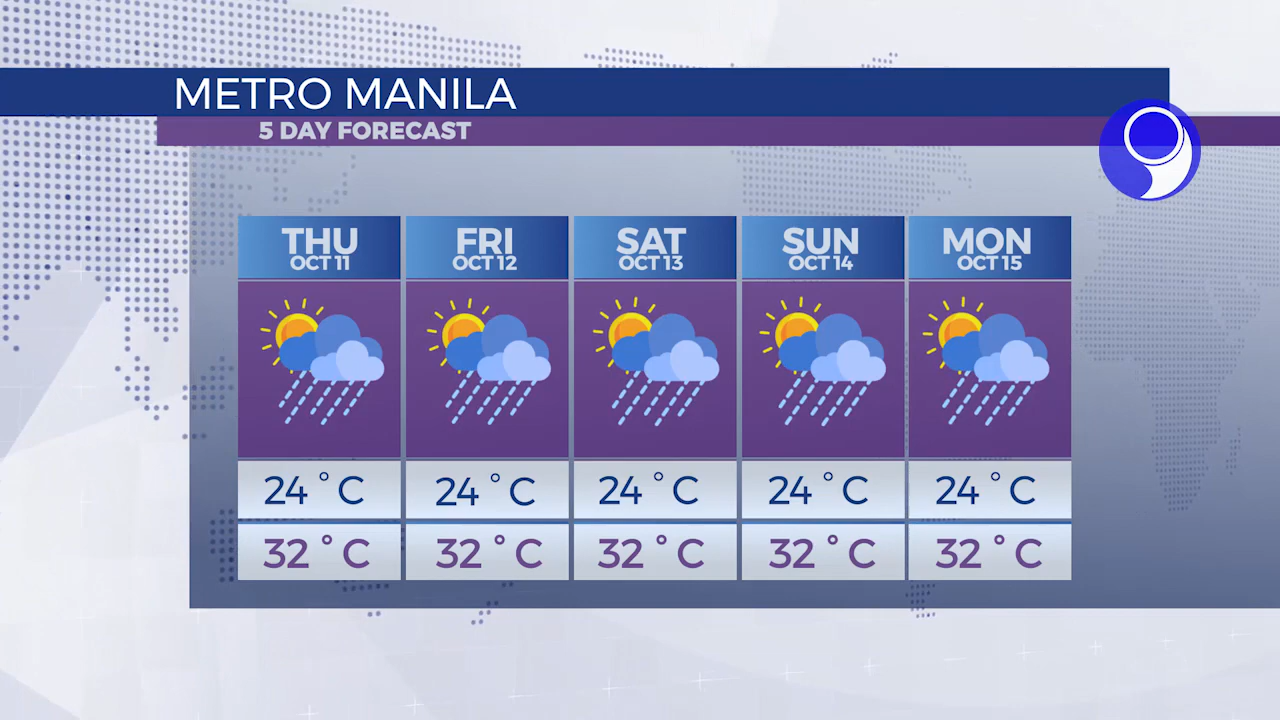 METRO MANILA
5 DAY FORECAST
THU
OCT 11
FRI
OCT 12
SAT
OCT 13
SUN
OCT 14
MON
OCT 15
24 °C 24 °C 24 °C 24 °C 24 °C
32 °C 32 °C 32 °C 32 °C 32 °C